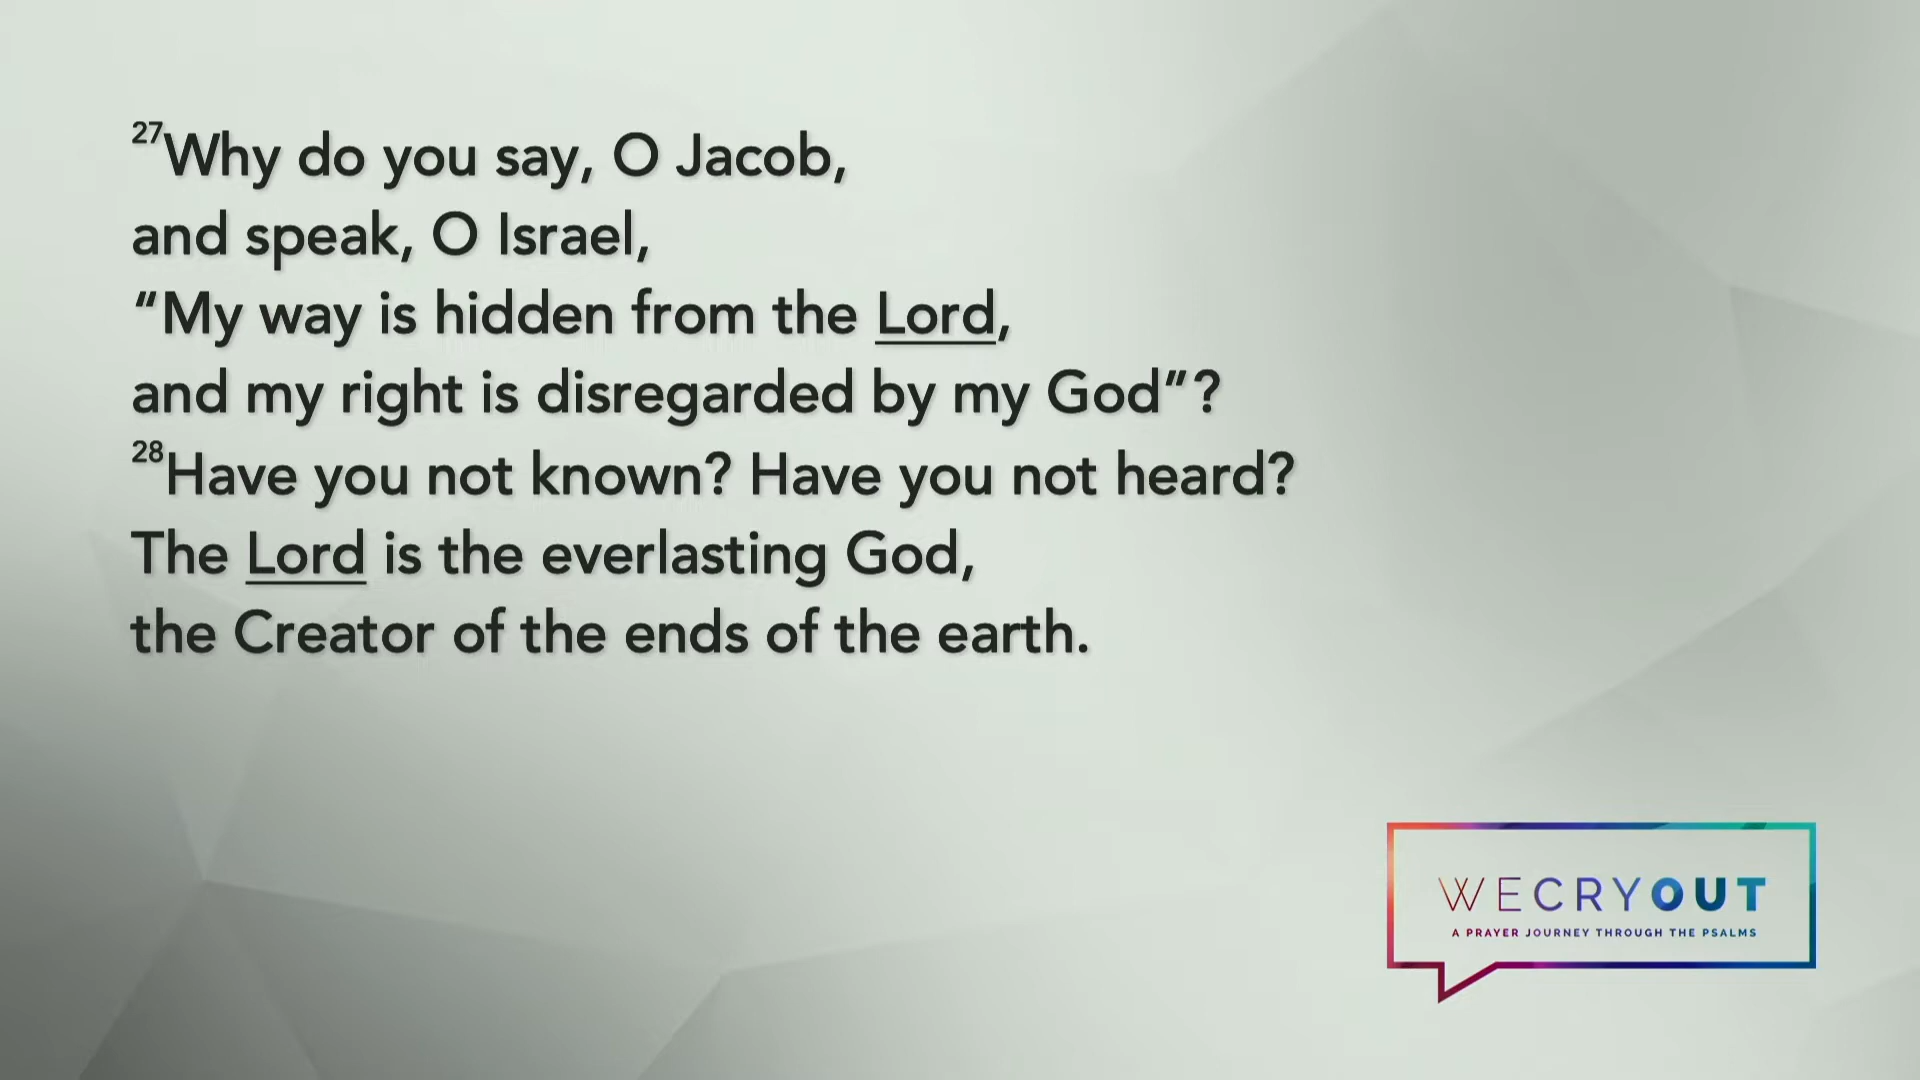 27Why do you say, O Jacob,
and speak, O Israel,
“My way is hidden from the Lord,
and my right is disregarded by my God”?
28Have you not known? Have you not heard?
The Lord is the everlasting God,
the Creator of the ends of the earth.
WECRYOUT
A PRAYER JOURNEY THROUGH THE PSALMS